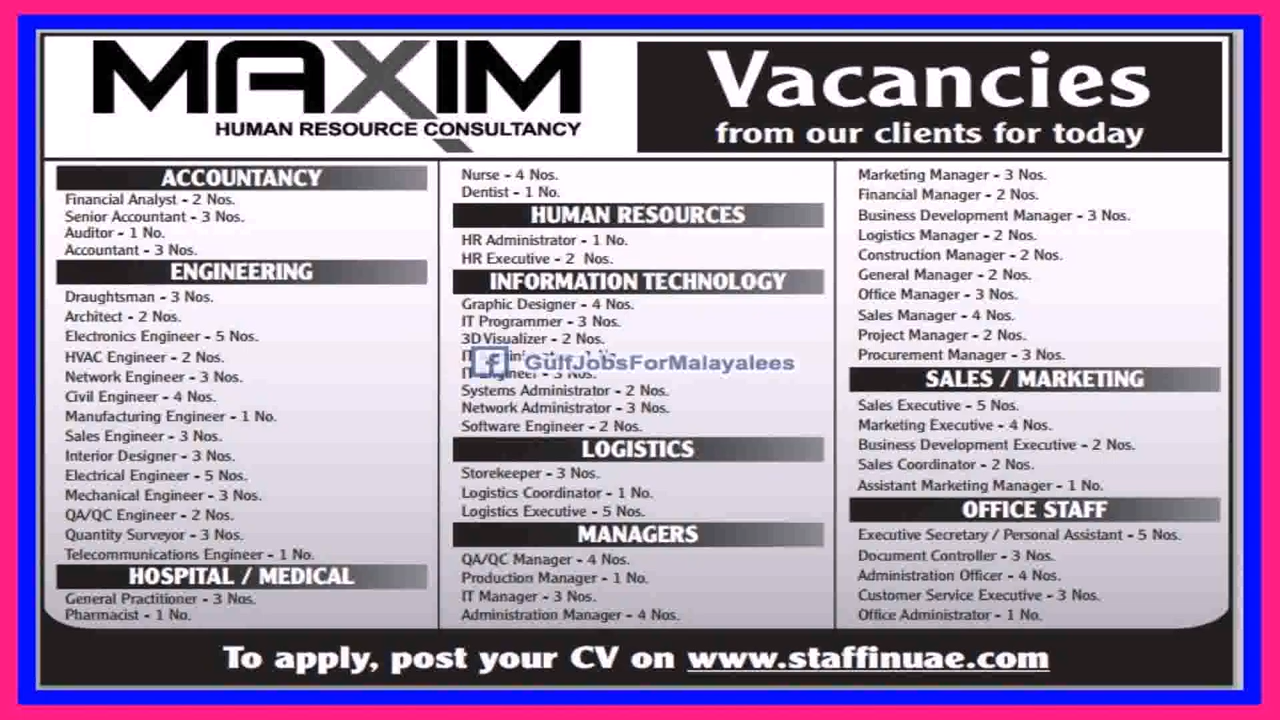 MAXIM
HUMAN RESOURCE CONSULTANCY
Vacancies
from our clients for today
ACCOUNTANCY
Financial Analyst - 2 Nos.
Senior Accountant - 3 Nos.
Auditor - 1 No.
Accountant - 3 Nos.
ENGINEERING
Draughtsman - 3 Nos.
Architect - 2 Nos.
Electronics Engineer - 5 Nos.
HVAC Engineer - 2 Nos.
Network Engineer - 3 Nos.
Civil Engineer - 4 Nos.
Manufacturing Engineer - 1 No.
Sales Engineer - 3 Nos.
Interior Designer - 3 Nos.
Electrical Engineer - 5 Nos.
Mechanical Engineer - 3 Nos.
QA/QC Engineer - 2 Nos.
Quantity Surveyor - 3 Nos.
Telecommunications Engineer - 1 No.
HOSPITAL / MEDICAL
General Practitioner - 3 Nos.
Pharmacist - 1 No.
Nurse - 4 Nos.
Dentist - 1 No.
HUMAN RESOURCES
HR Administrator - 1 No.
HR Executive - 2 Nos.
INFORMATION TECHNOLOGY
Graphic Designer - 4 Nos.
IT Programmer - 3 Nos.
3D Visualizer - 2 Nos.
IT
f GulfJobsForMalayalees
IT Engineer - 3 Nos.
Systems Administrator - 2 Nos.
Network Administrator - 3 Nos.
Software Engineer - 2 Nos.
LOGISTICS
Storekeeper - 3 Nos.
Logistics Coordinator - 1 No.
Logistics Executive - 5 Nos.
MANAGERS
QA/QC Manager - 4 Nos.
Production Manager - 1 No.
IT Manager - 3 Nos.
Administration Manager - 4 Nos.
Marketing Manager - 3 Nos.
Financial Manager - 2 Nos.
Business Development Manager - 3 Nos.
Logistics Manager - 2 Nos.
Construction Manager - 2 Nos.
General Manager - 2 Nos.
Office Manager - 3 Nos.
Sales Manager - 4 Nos.
Project Manager - 2 Nos.
Procurement Manager - 3 Nos.
SALES / MARKETING
Sales Executive - 5 Nos.
Marketing Executive - 4 Nos.
Business Development Executive - 2 Nos.
Sales Coordinator - 2 Nos.
Assistant Marketing Manager - 1 No.
OFFICE STAFF
Executive Secretary / Personal Assistant - 5 Nos.
Document Controller - 3 Nos.
Administration Officer - 4 Nos.
Customer Service Executive - 3 Nos.
Office Administrator - 1 No.
To apply, post your CV on www.staffinuae.com